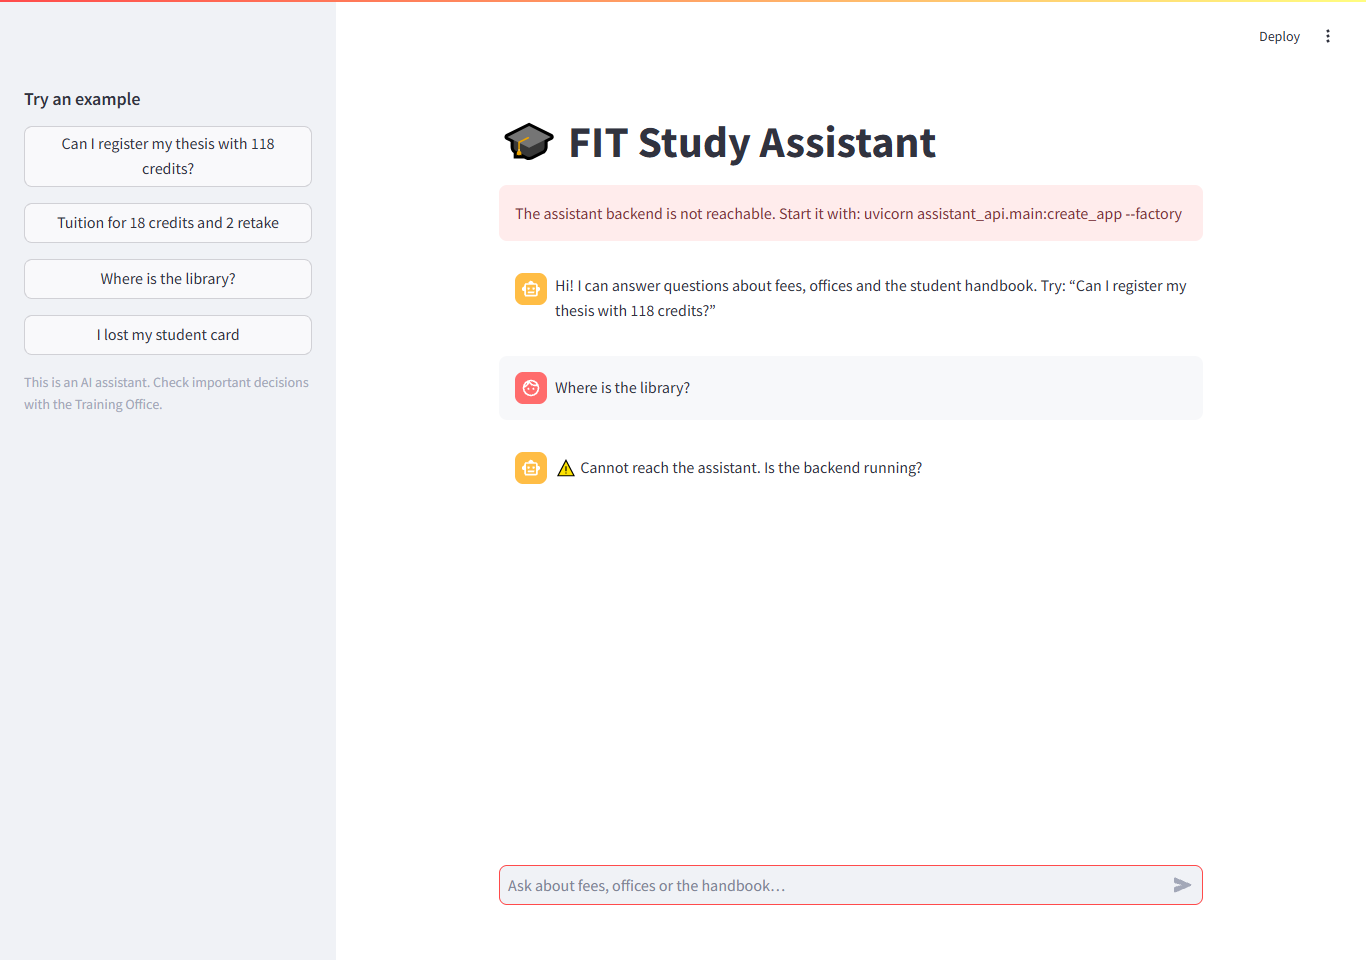 Deploy
Try an example
Can I register my thesis with 118
credits?
Tuition for 18 credits and 2 retake
Where is the library?
I lost my student card
This is an AI assistant. Check important decisions
with the Training Office.
FIT Study Assistant
The assistant backend is not reachable. Start it with: uvicorn assistant_api.main:create_app --factory
Hi! I can answer questions about fees, offices and the student handbook. Try: “Can I register my
thesis with 118 credits?”
Where is the library?
⚠️ Cannot reach the assistant. Is the backend running?
Ask about fees, offices or the handbook…